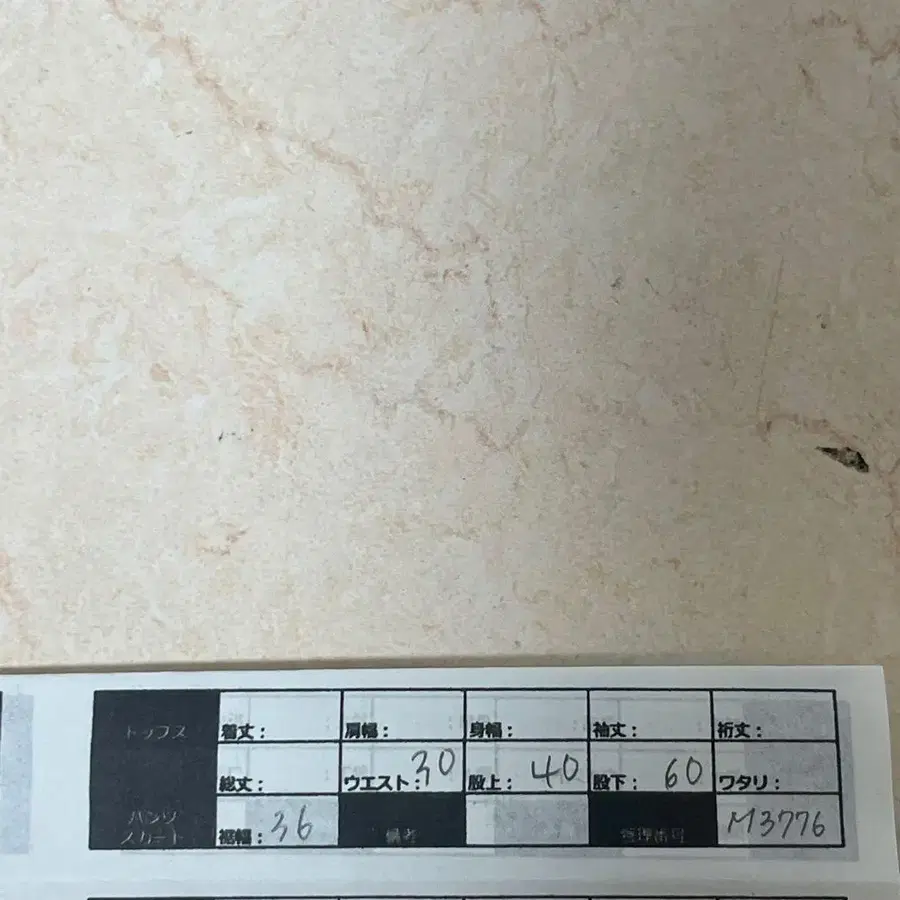 トップス 着丈： 肩幅： 身幅： 袖丈： 裄丈：
総丈： ウエスト：30 股上：40 股下：60 ワタリ：
パンツ
スカート 裾幅：36 備考 管理番号 M3776